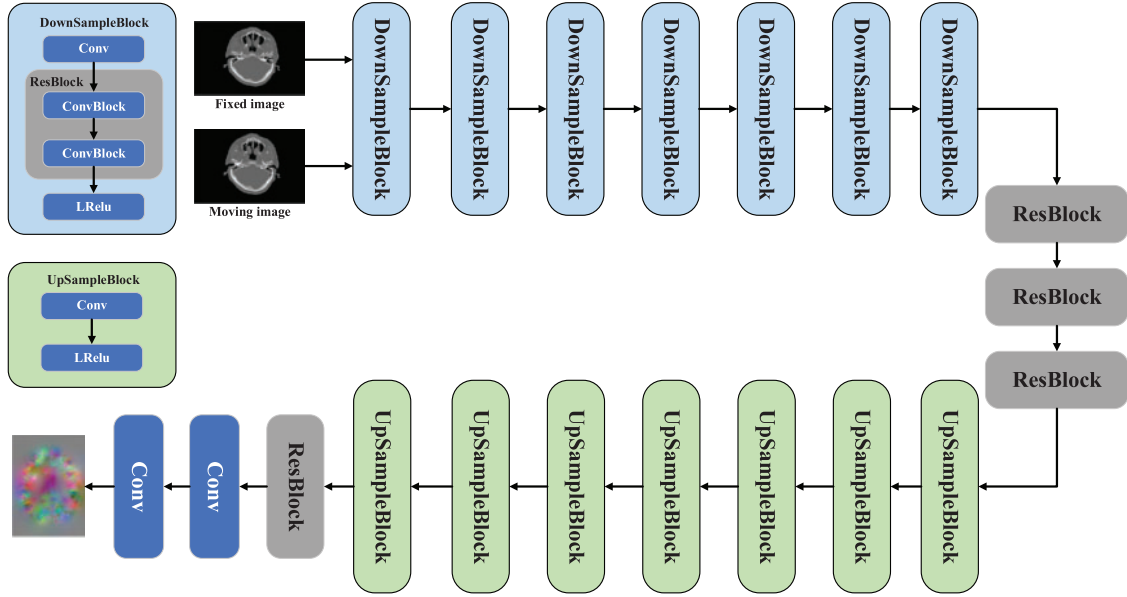 DownSampleBlock
Conv
ResBlock
ConvBlock
ConvBlock
LRelu
Fixed image
Moving image
DownSampleBlock
DownSampleBlock
DownSampleBlock
DownSampleBlock
DownSampleBlock
DownSampleBlock
DownSampleBlock
ResBlock
ResBlock
ResBlock
UpSampleBlock
Conv
LRelu
Conv
Conv
ResBlock
UpSampleBlock
UpSampleBlock
UpSampleBlock
UpSampleBlock
UpSampleBlock
UpSampleBlock
UpSampleBlock